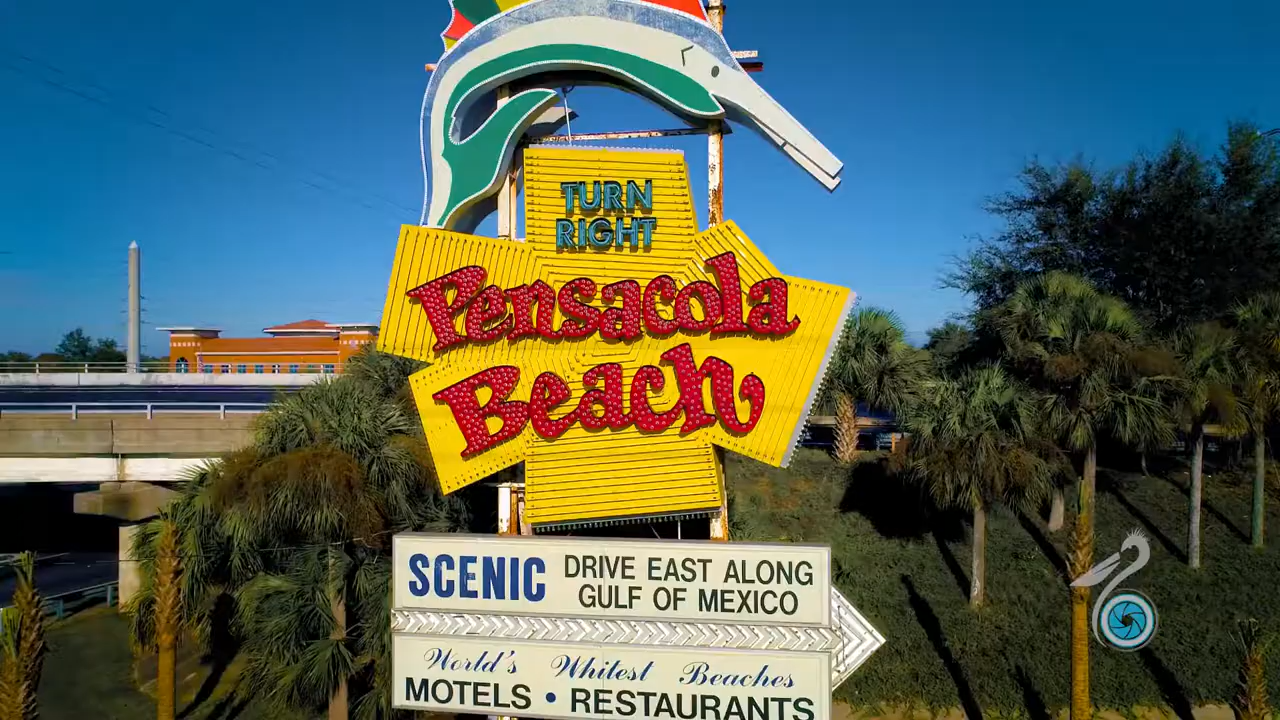 TURN
RIGHT
Pensacola
Beach
SCENIC DRIVE EAST ALONG
GULF OF MEXICO
World's Whitest Beaches
MOTELS • RESTAURANTS